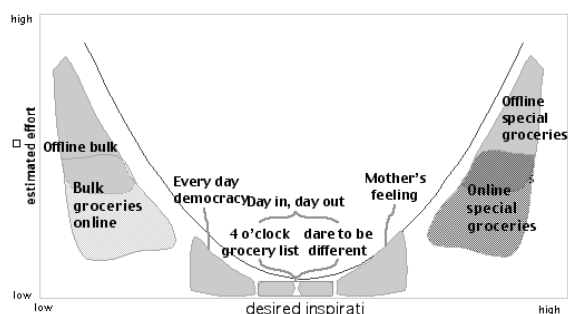 high
estimated effort
Offline bulk
Bulk
groceries
online
Every day
democracy
Day in, day out
4 o'clock
grocery list
dare to be
different
Mother's
feeling
Offline
special
groceries
Online
special
groceries
s
low
low
desired inspirati
high